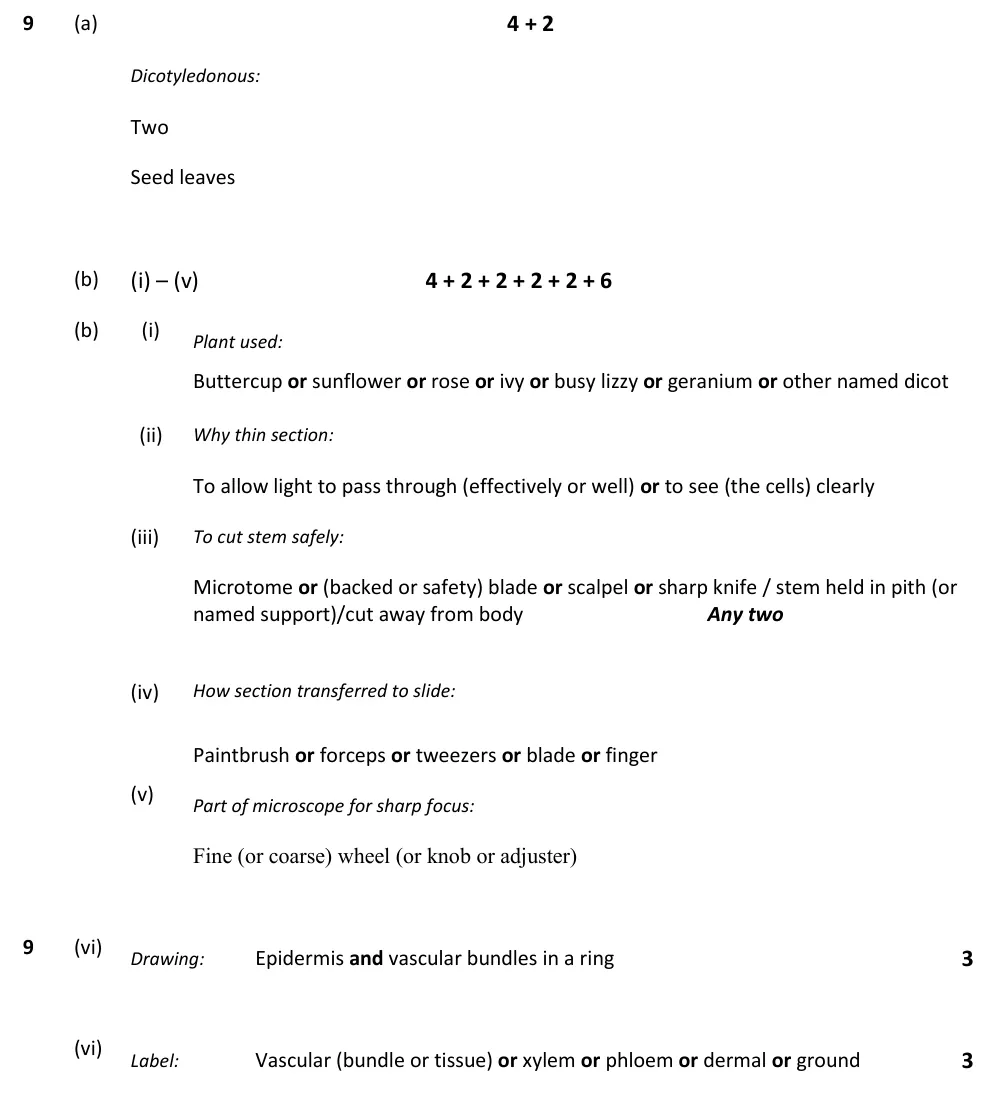 9 (a) 4 + 2
Dicotyledonous:
Two
Seed leaves
(b) (i) – (v) 4 + 2 + 2 + 2 + 2 + 6
(b) (i) Plant used:
Buttercup or sunflower or rose or ivy or busy lizzy or geranium or other named dicot
(ii) Why thin section:
To allow light to pass through (effectively or well) or to see (the cells) clearly
(iii) To cut stem safely:
Microtome or (backed or safety) blade or scalpel or sharp knife / stem held in pith (or
named support)/cut away from body Any two
(iv) How section transferred to slide:
Paintbrush or forceps or tweezers or blade or finger
(v) Part of microscope for sharp focus:
Fine (or coarse) wheel (or knob or adjuster)
9 (vi) Drawing: Epidermis and vascular bundles in a ring 3
(vi) Label: Vascular (bundle or tissue) or xylem or phloem or dermal or ground 3